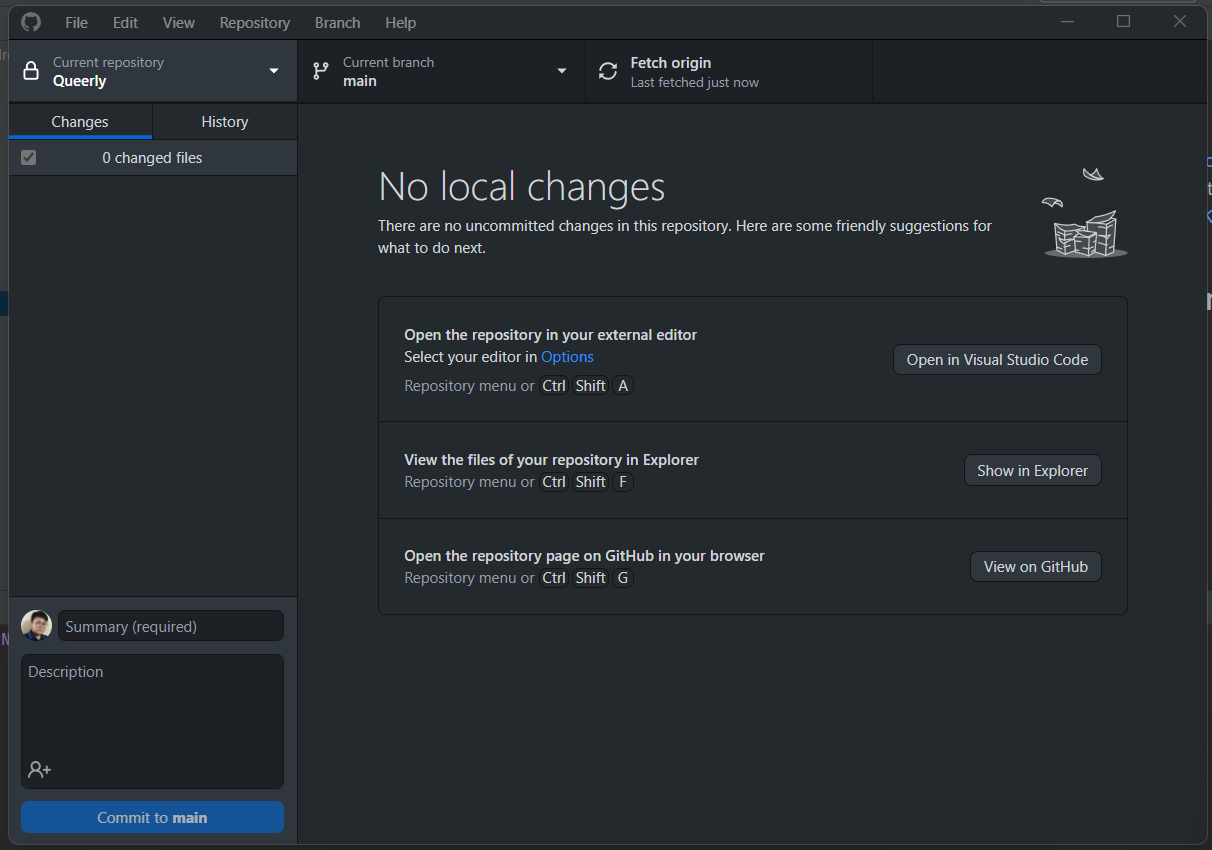 File Edit View Repository Branch Help
Current repository
Queerly
Current branch
main
Fetch origin
Last fetched just now
Changes History
0 changed files
No local changes
There are no uncommitted changes in this repository. Here are some friendly suggestions for
what to do next.
Open the repository in your external editor
Select your editor in Options
Repository menu or Ctrl Shift A
Open in Visual Studio Code
View the files of your repository in Explorer
Repository menu or Ctrl Shift F
Show in Explorer
Open the repository page on GitHub in your browser
Repository menu or Ctrl Shift G
View on GitHub
Summary (required)
Description
Commit to main